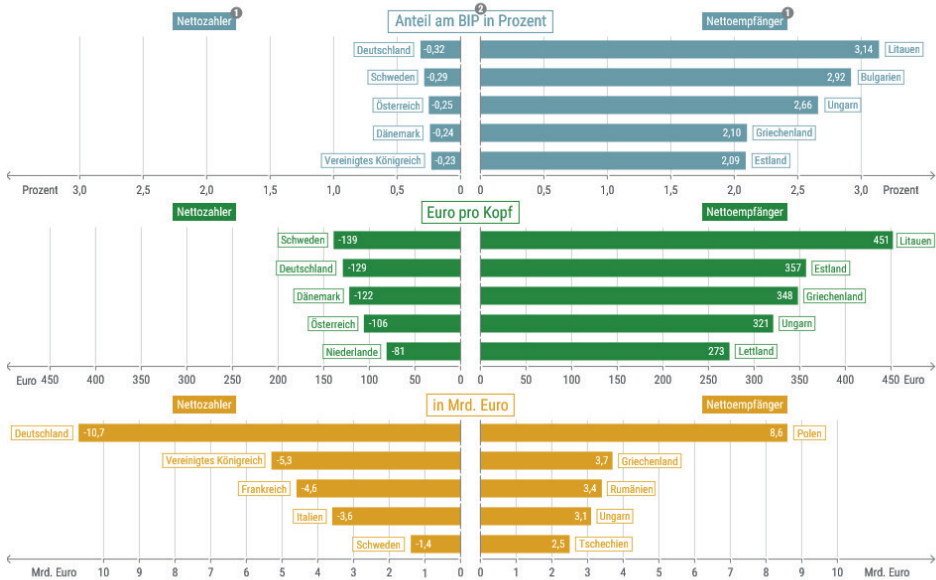 Nettozahler 1
Anteil am BIP in Prozent 2
Nettoempfänger 1
Deutschland -0,32 3,14 Litauen
Schweden -0,29 2,92 Bulgarien
Österreich -0,25 2,66 Ungarn
Dänemark -0,24 2,10 Griechenland
Vereinigtes Königreich -0,23 2,09 Estland
Prozent 3,0 2,5 2,0 1,5 1,0 0,5 0 0 0,5 1,0 1,5 2,0 2,5 3,0 Prozent
Nettozahler
Euro pro Kopf
Nettoempfänger
Schweden -139 451 Litauen
Deutschland -129 357 Estland
Dänemark -122 348 Griechenland
Österreich -106 321 Ungarn
Niederlande -81 273 Lettland
Euro 450 400 350 300 250 200 150 100 50 0 0 50 100 150 200 250 300 350 400 450 Euro
Nettozahler
in Mrd. Euro
Nettoempfänger
Deutschland -10,7 8,6 Polen
Vereinigtes Königreich -5,3 3,7 Griechenland
Frankreich -4,6 3,4 Rumänien
Italien -3,6 3,1 Ungarn
Schweden -1,4 2,5 Tschechien
Mrd. Euro 10 9 8 7 6 5 4 3 2 1 0 0 1 2 3 4 5 6 7 8 9 10 Mrd. Euro